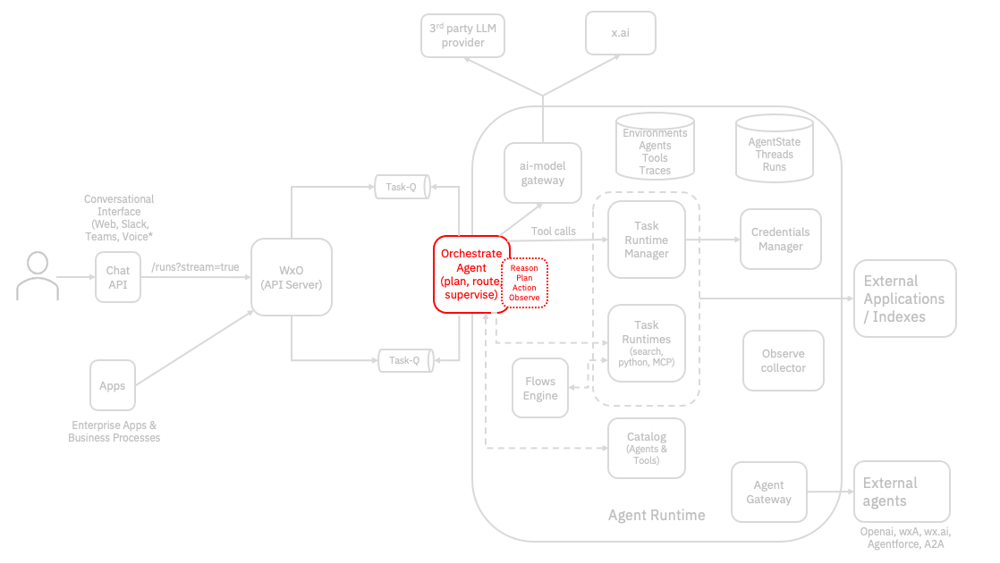 3rd party LLM
provider
x.ai
Environments
Agents
Tools
Traces
AgentState
Threads
Runs
ai-model
gateway
Task-Q
Conversational
Interface
(Web, Slack,
Teams, Voice*
Tool calls
Task
Runtime
Manager
Credentials
Manager
Chat
API
/runs?stream=true
WxO
(API Server)
Orchestrate
Agent
(plan, route,
supervise)
Reason
Plan
Action
Observe
External
Applications
/ Indexes
Task
Runtimes
(search,
python, MCP)
Observe
collector
Task-Q
Apps
Flows
Engine
Enterprise Apps &
Business Processes
Catalog
(Agents &
Tools)
Agent
Gateway
External
agents
Agent Runtime
Openai, wxA, wx.ai,
Agentforce, A2A